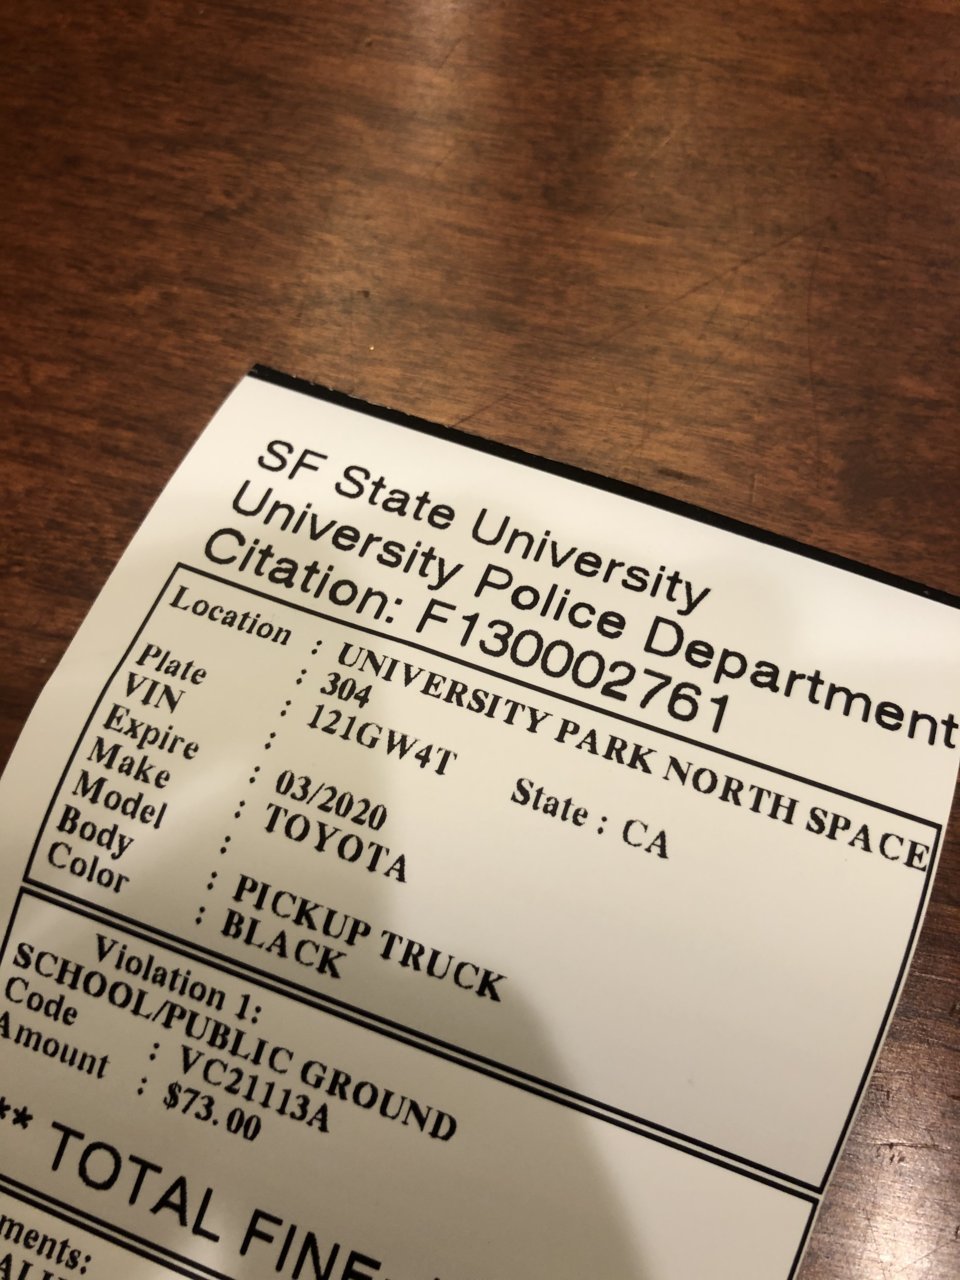 SF State University
University Police Department
Citation: F130002761
Location : UNIVERSITY PARK NORTH SPACE
304
Plate : 121GW4T State : CA
VIN :
Expire : 03/2020
Make : TOYOTA
Model :
Body : PICKUP TRUCK
Color : BLACK
Violation 1:
SCHOOL/PUBLIC GROUND
Code : VC21113A
Amount : $73.00
** TOTAL FINE